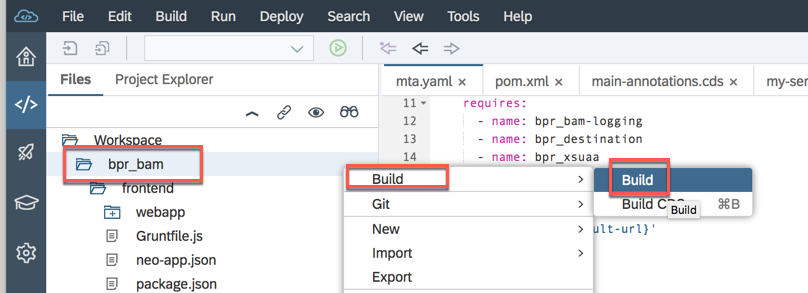 File Edit Build Run Deploy Search View Tools Help
Files Project Explorer
mta.yaml × pom.xml × main-annotations.cds × my-ser
Workspace
bpr_bam
frontend
webapp
Gruntfile.js
neo-app.json
package.json
11 requires:
12 - name: bpr_bam-logging
13 - name: bpr_destination
14 - name: bpr_xsuaa
Build >
Git >
New >
Import >
Export
Build
Build CDS ⌘B
Build
ult-url}'